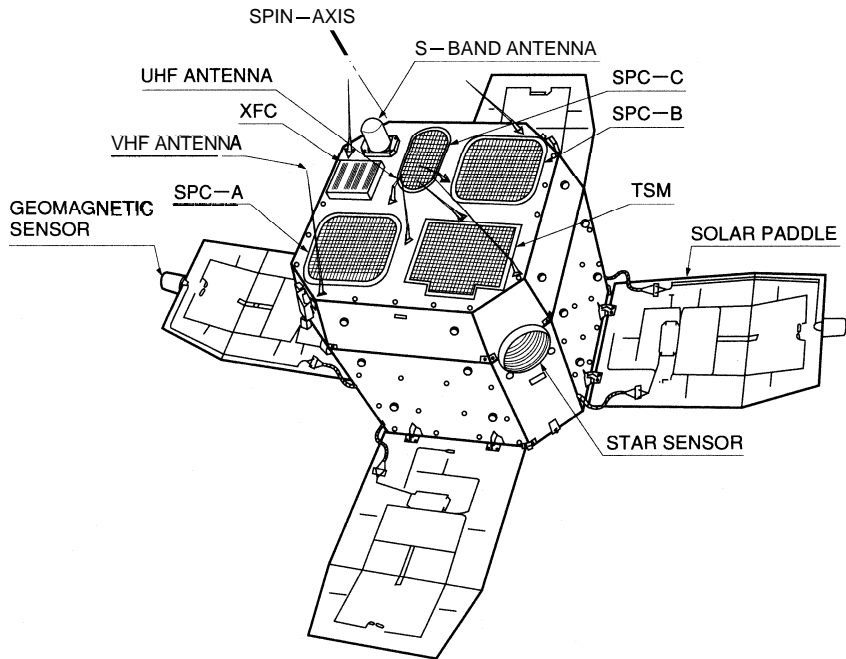 SPIN—AXIS
S—BAND ANTENNA
UHF ANTENNA
SPC—C
XFC
SPC—B
VHF ANTENNA
SPC—A
TSM
GEOMAGNETIC
SENSOR
SOLAR PADDLE
STAR SENSOR